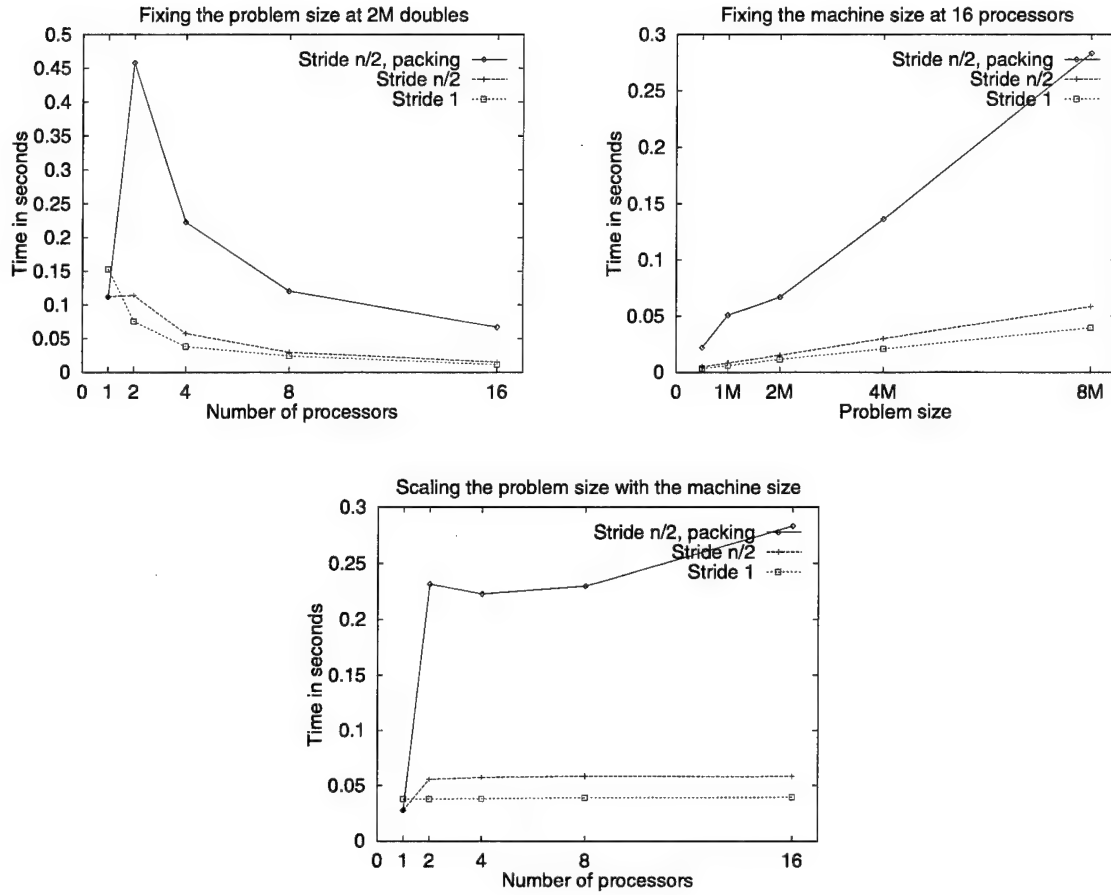 Fixing the problem size at 2M doubles
0.5
0.45
0.4
0.35
0.3
0.25
0.2
0.15
0.1
0.05
0
Time in seconds
Stride n/2, packing
Stride n/2
Stride 1
0 1 2 4 8 16
Number of processors
Fixing the machine size at 16 processors
0.3
0.25
0.2
0.15
0.1
0.05
0
Time in seconds
Stride n/2, packing
Stride n/2
Stride 1
0 1M 2M 4M 8M
Problem size
Scaling the problem size with the machine size
0.3
0.25
0.2
0.15
0.1
0.05
0
Time in seconds
Stride n/2, packing
Stride n/2
Stride 1
0 1 2 4 8 16
Number of processors